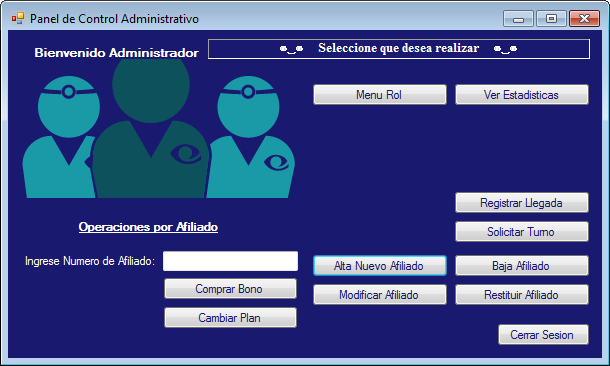 Panel de Control Administrativo
Bienvenido Administrador
Seleccione que desea realizar
Menu Rol
Ver Estadisticas
Registrar Llegada
Solicitar Turno
Operaciones por Afiliado
Ingrese Numero de Afiliado:
Alta Nuevo Afiliado
Baja Afiliado
Comprar Bono
Modificar Afiliado
Restituir Afiliado
Cambiar Plan
Cerrar Sesion